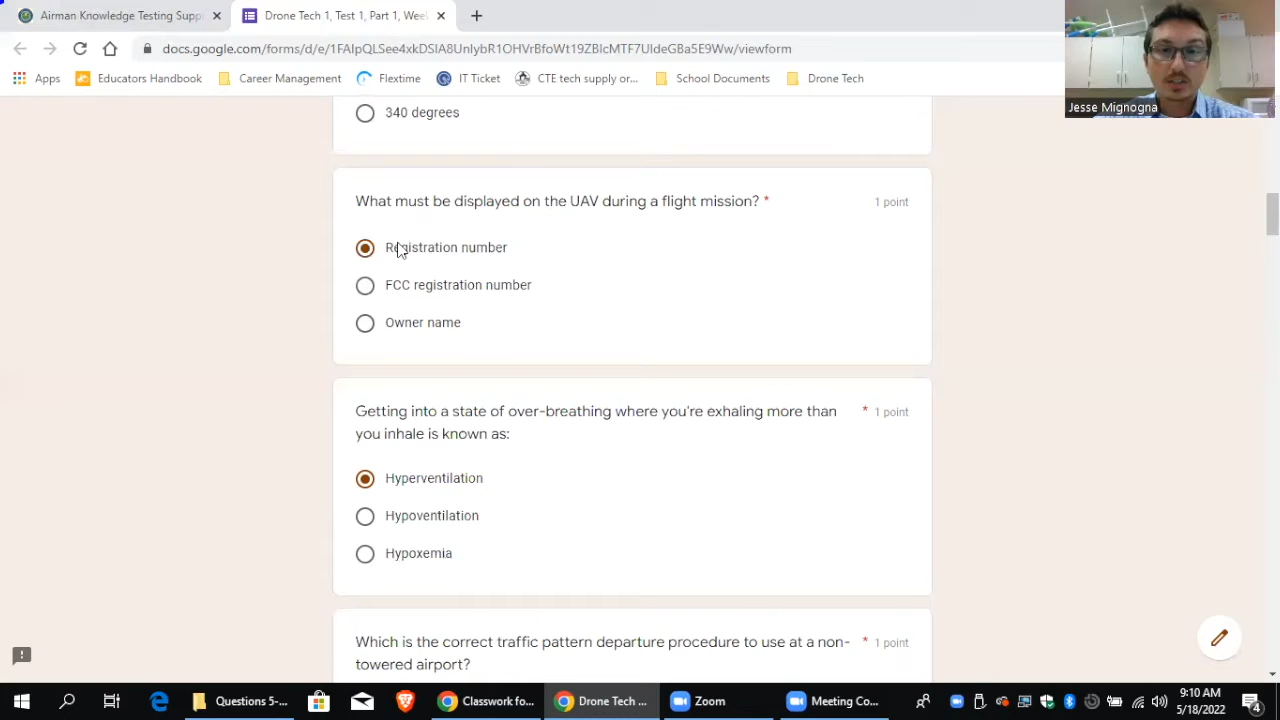 Airman Knowledge Testing Supp
Drone Tech 1, Test 1, Part 1, Wee
docs.google.com/forms/d/e/1FAIpQLSee4xkDSIA8UnlybR1OHVrBfoWt19ZBIcMTF7UIdeGBa5E9Ww/viewform
Apps
Educators Handbook
Career Management
Flextime
IT Ticket
CTE tech supply or...
School Documents
Drone Tech
Jesse Mignogna
340 degrees
What must be displayed on the UAV during a flight mission? *
1 point
Registration number
FCC registration number
Owner name
Getting into a state of over-breathing where you're exhaling more than
* 1 point
you inhale is known as:
Hyperventilation
Hypoventilation
Hypoxemia
Which is the correct traffic pattern departure procedure to use at a non-
* 1 point
towered airport?
Questions 5-...
Classwork fo...
Drone Tech ...
Zoom
Meeting Co...
9:10 AM
5/18/2022
4